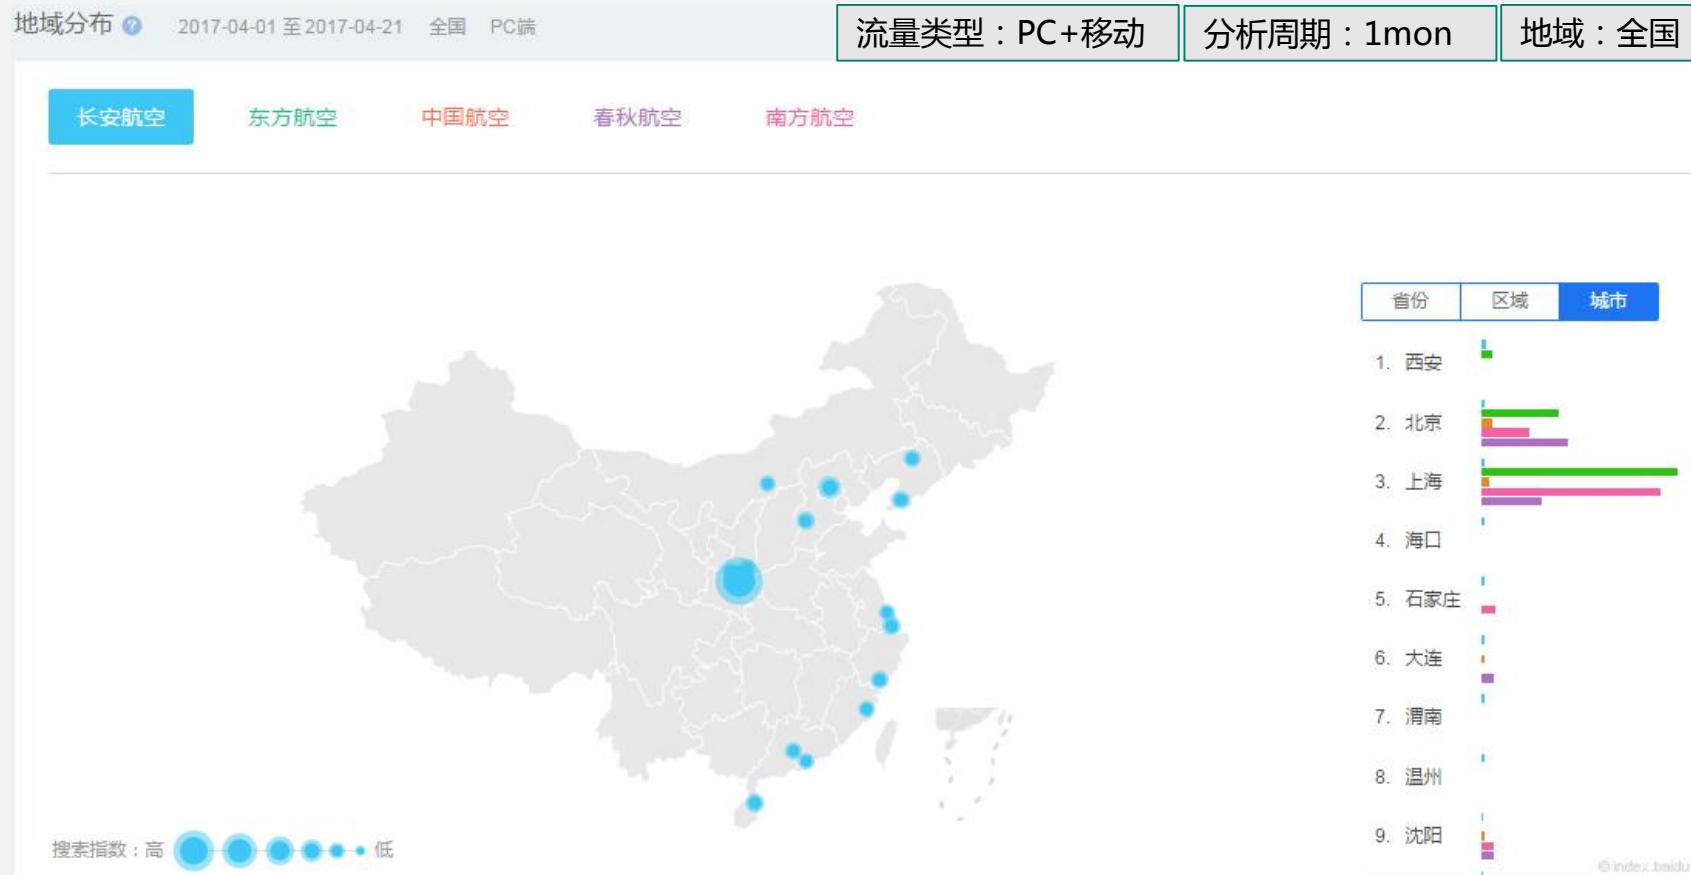 地域分布 ? 2017-04-01 至 2017-04-21 全国 PC端
流量类型：PC+移动 分析周期：1mon 地域：全国
长安航空 东方航空 中国航空 春秋航空 南方航空
省份 区域 城市
1. 西安
2. 北京
3. 上海
4. 海口
5. 石家庄
6. 大连
7. 渭南
8. 温州
9. 沈阳
搜索指数：高 低
© index.baidu